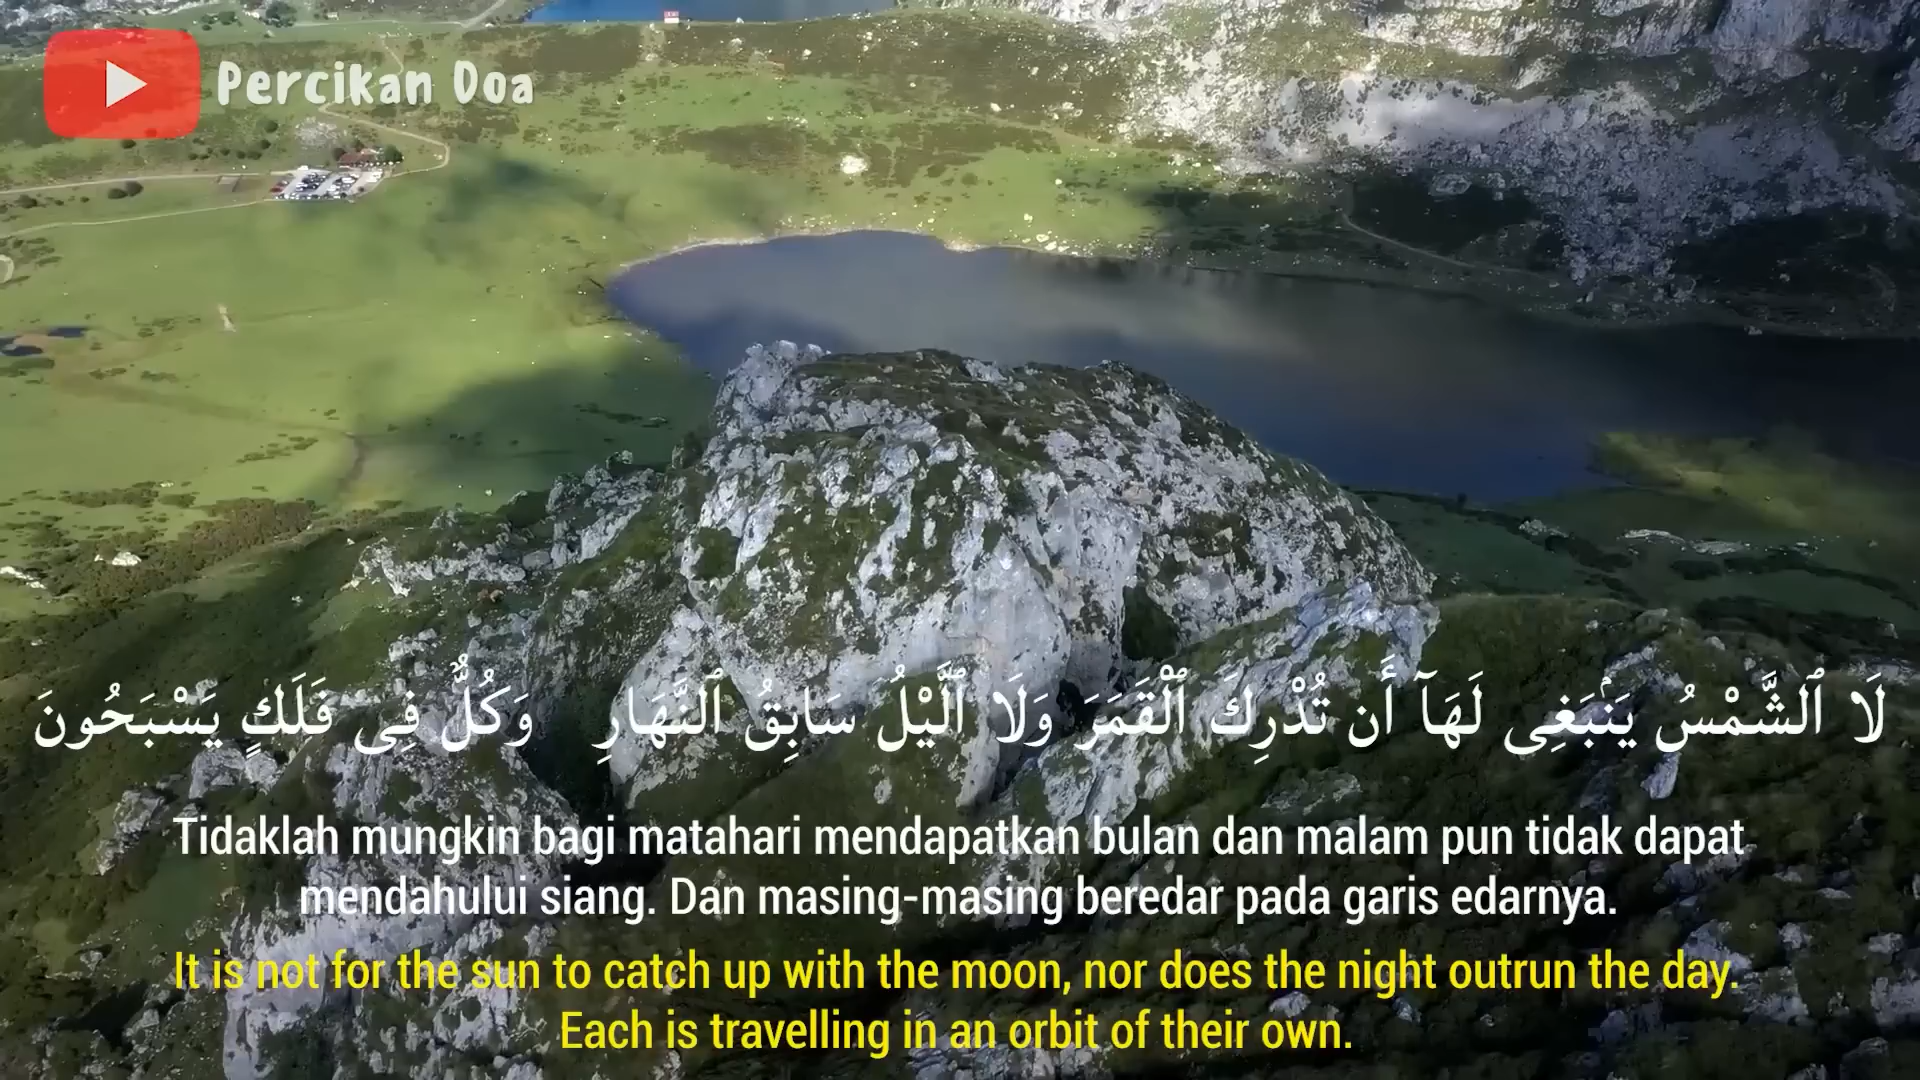 Percikan Doa
لَا ٱلشَّمْسُ يَنۢبَغِى لَهَآ أَن تُدْرِكَ ٱلْقَمَرَ وَلَا ٱلَّيْلُ سَابِقُ ٱلنَّهَارِ وَكُلٌّ فِى فَلَكٍ يَسْبَحُونَ
Tidaklah mungkin bagi matahari mendapatkan bulan dan malam pun tidak dapat
mendahului siang. Dan masing-masing beredar pada garis edarnya.
It is not for the sun to catch up with the moon, nor does the night outrun the day.
Each is travelling in an orbit of their own.